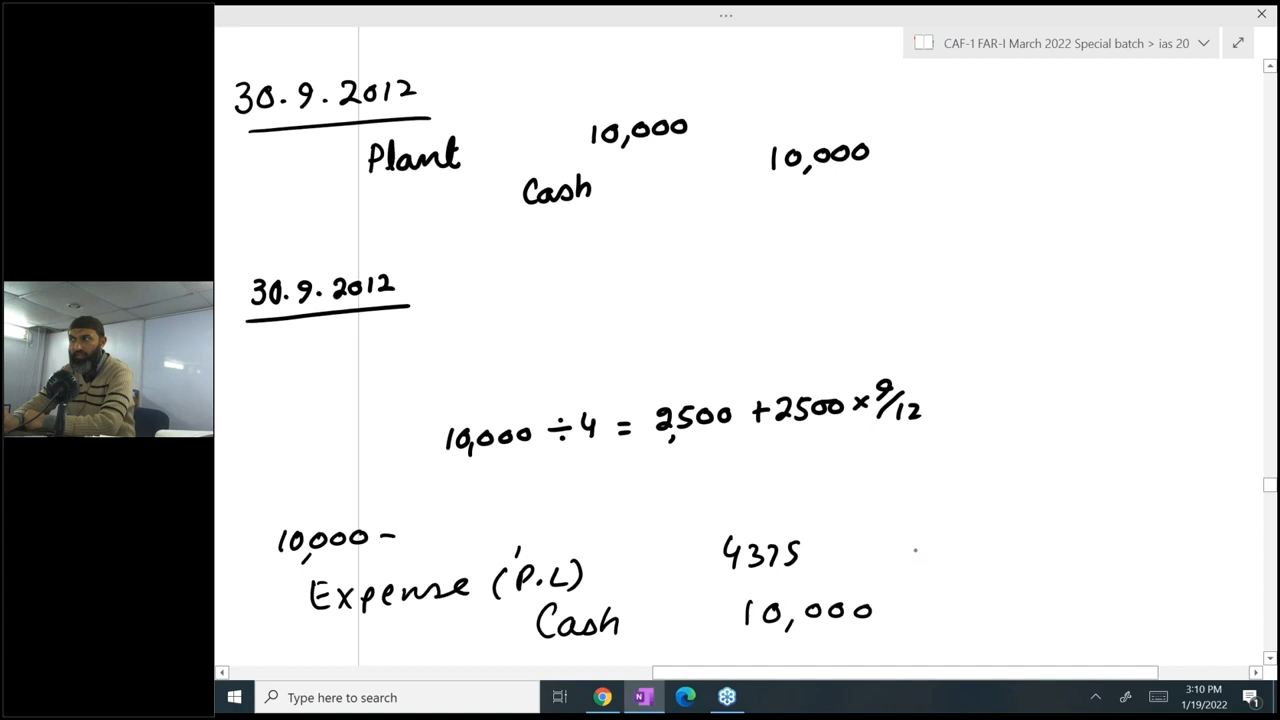 CAF-1 FAR-I March 2022 Special batch > ias 20
30.9.2012
Plant 10,000
Cash 10,000
30.9.2012
10,000 ÷ 4 = 2,500 + 2500 × 9/12
10,000 -
Expense (P.L) 4375
Cash 10,000
Type here to search
3:10 PM
1/19/2022